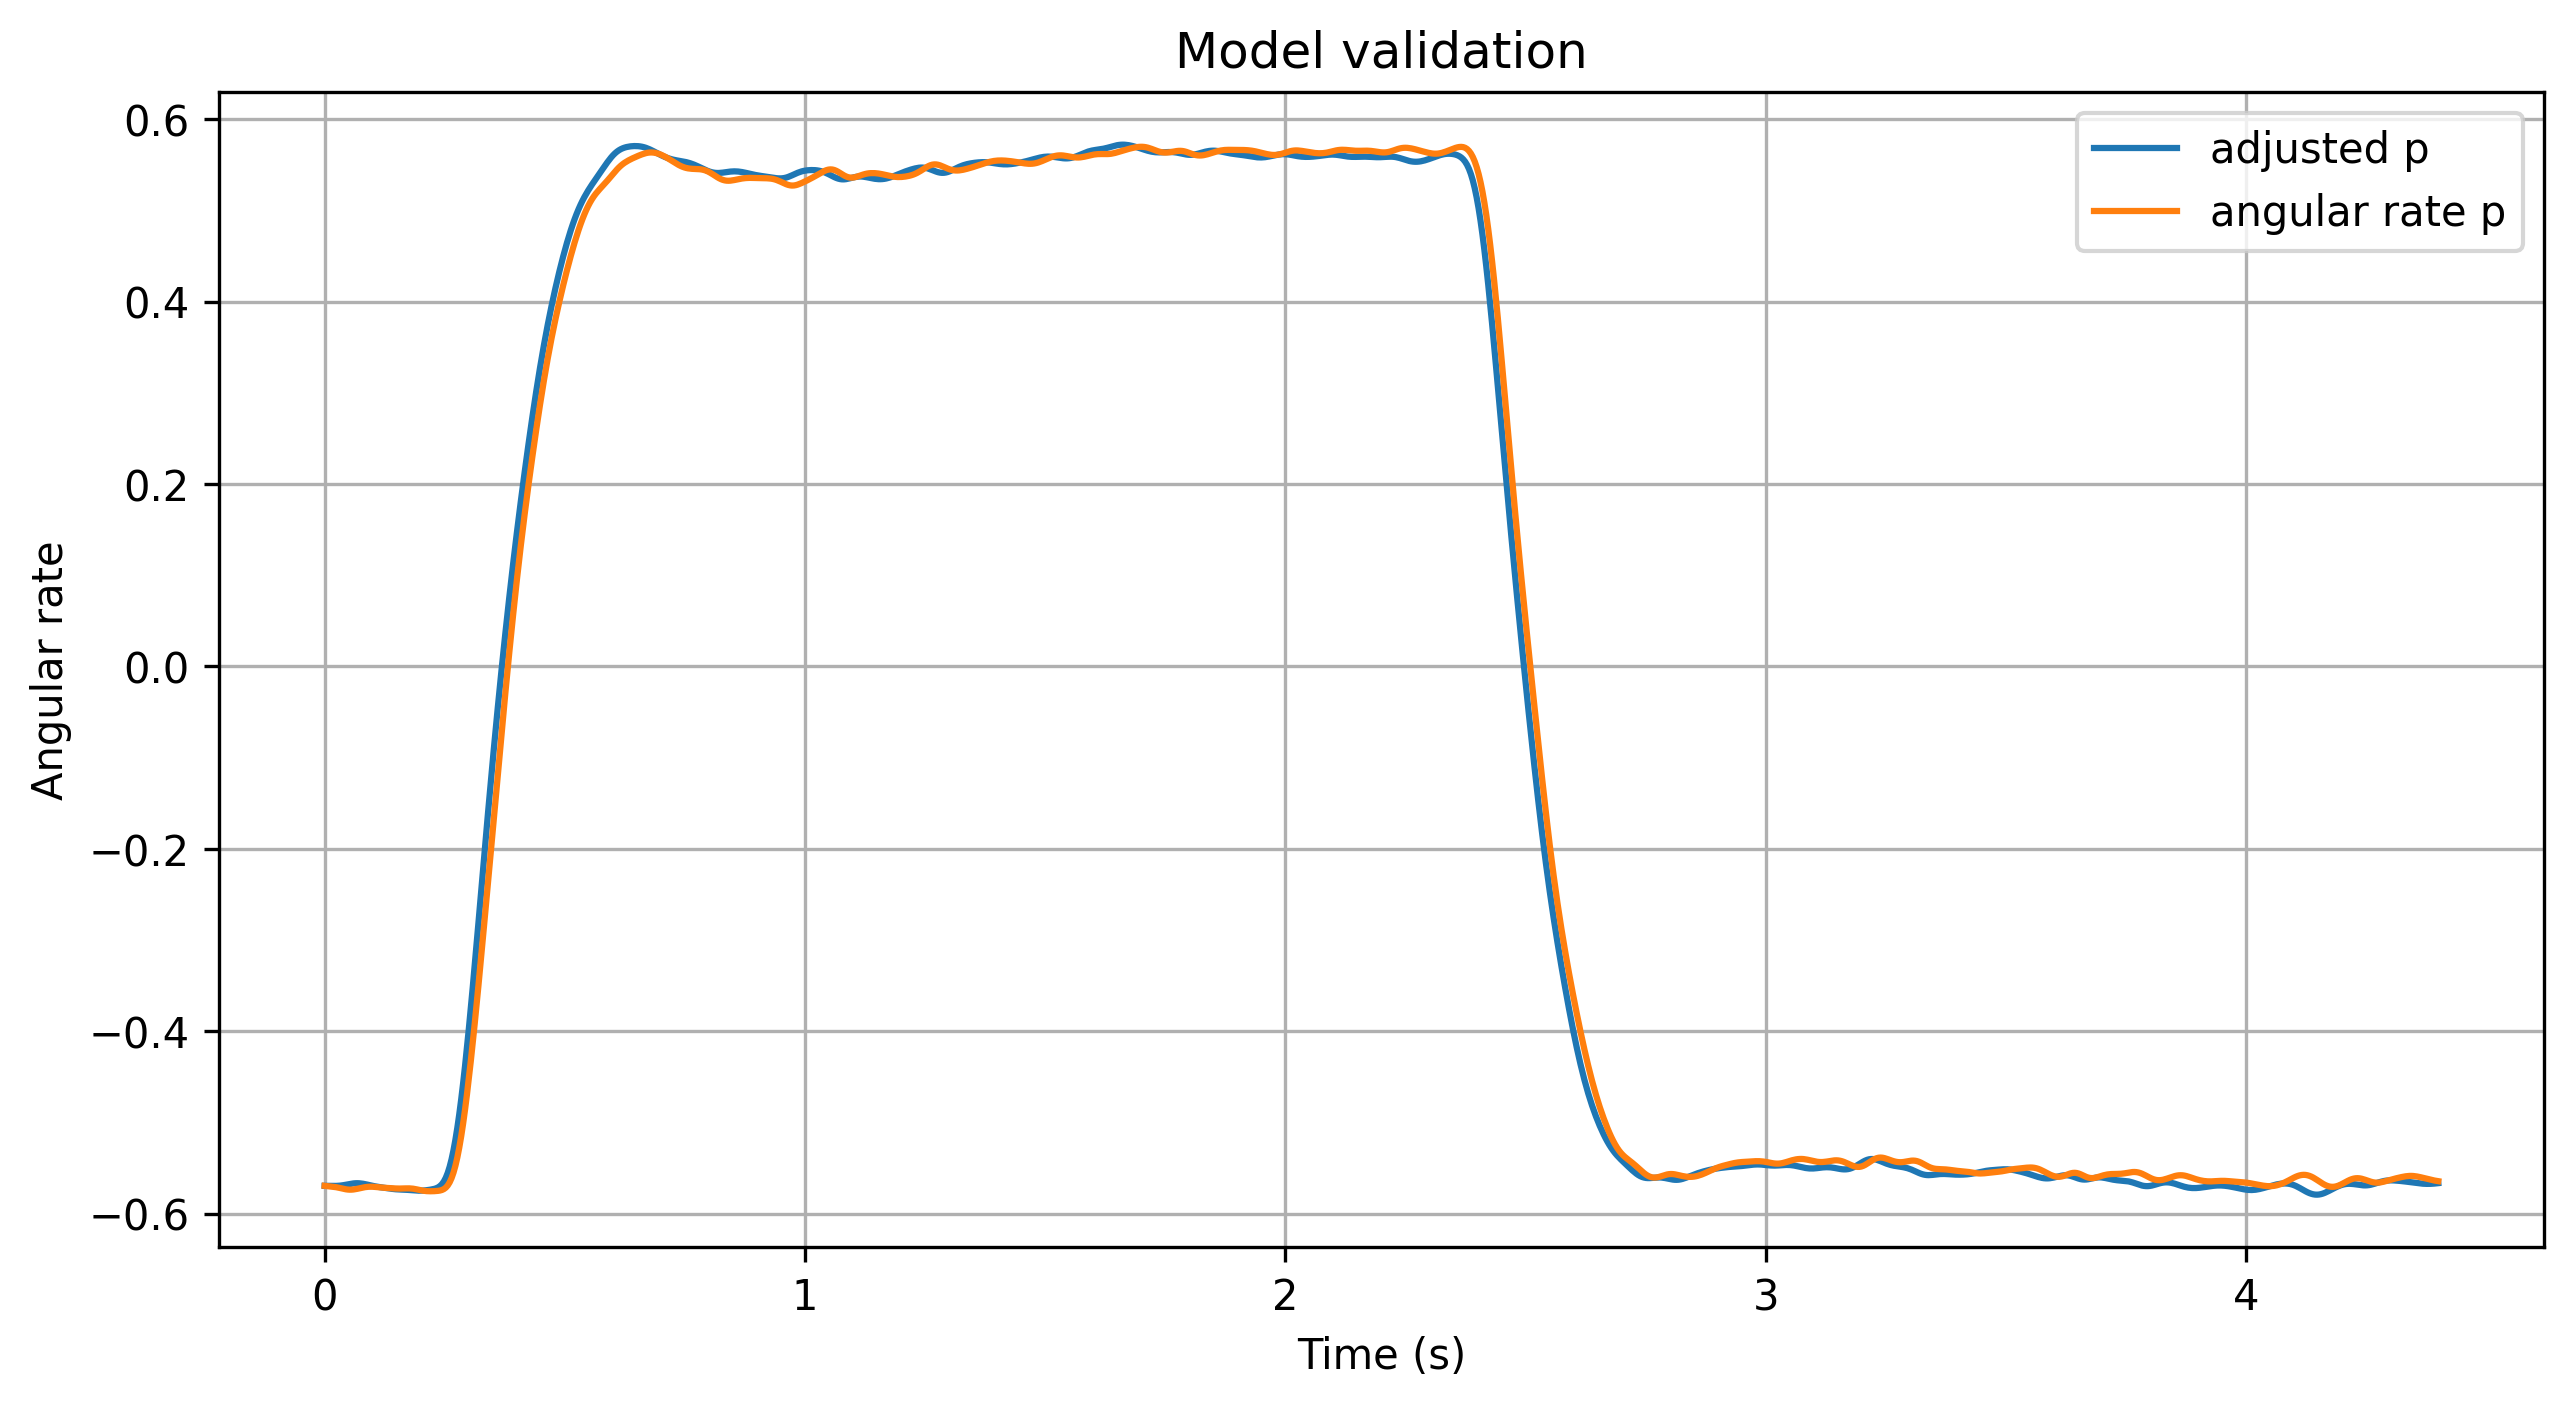 Model validation
adjusted p
angular rate p
0.6
0.4
0.2
0.0
−0.2
−0.4
−0.6
Angular rate
0 1 2 3 4
Time (s)